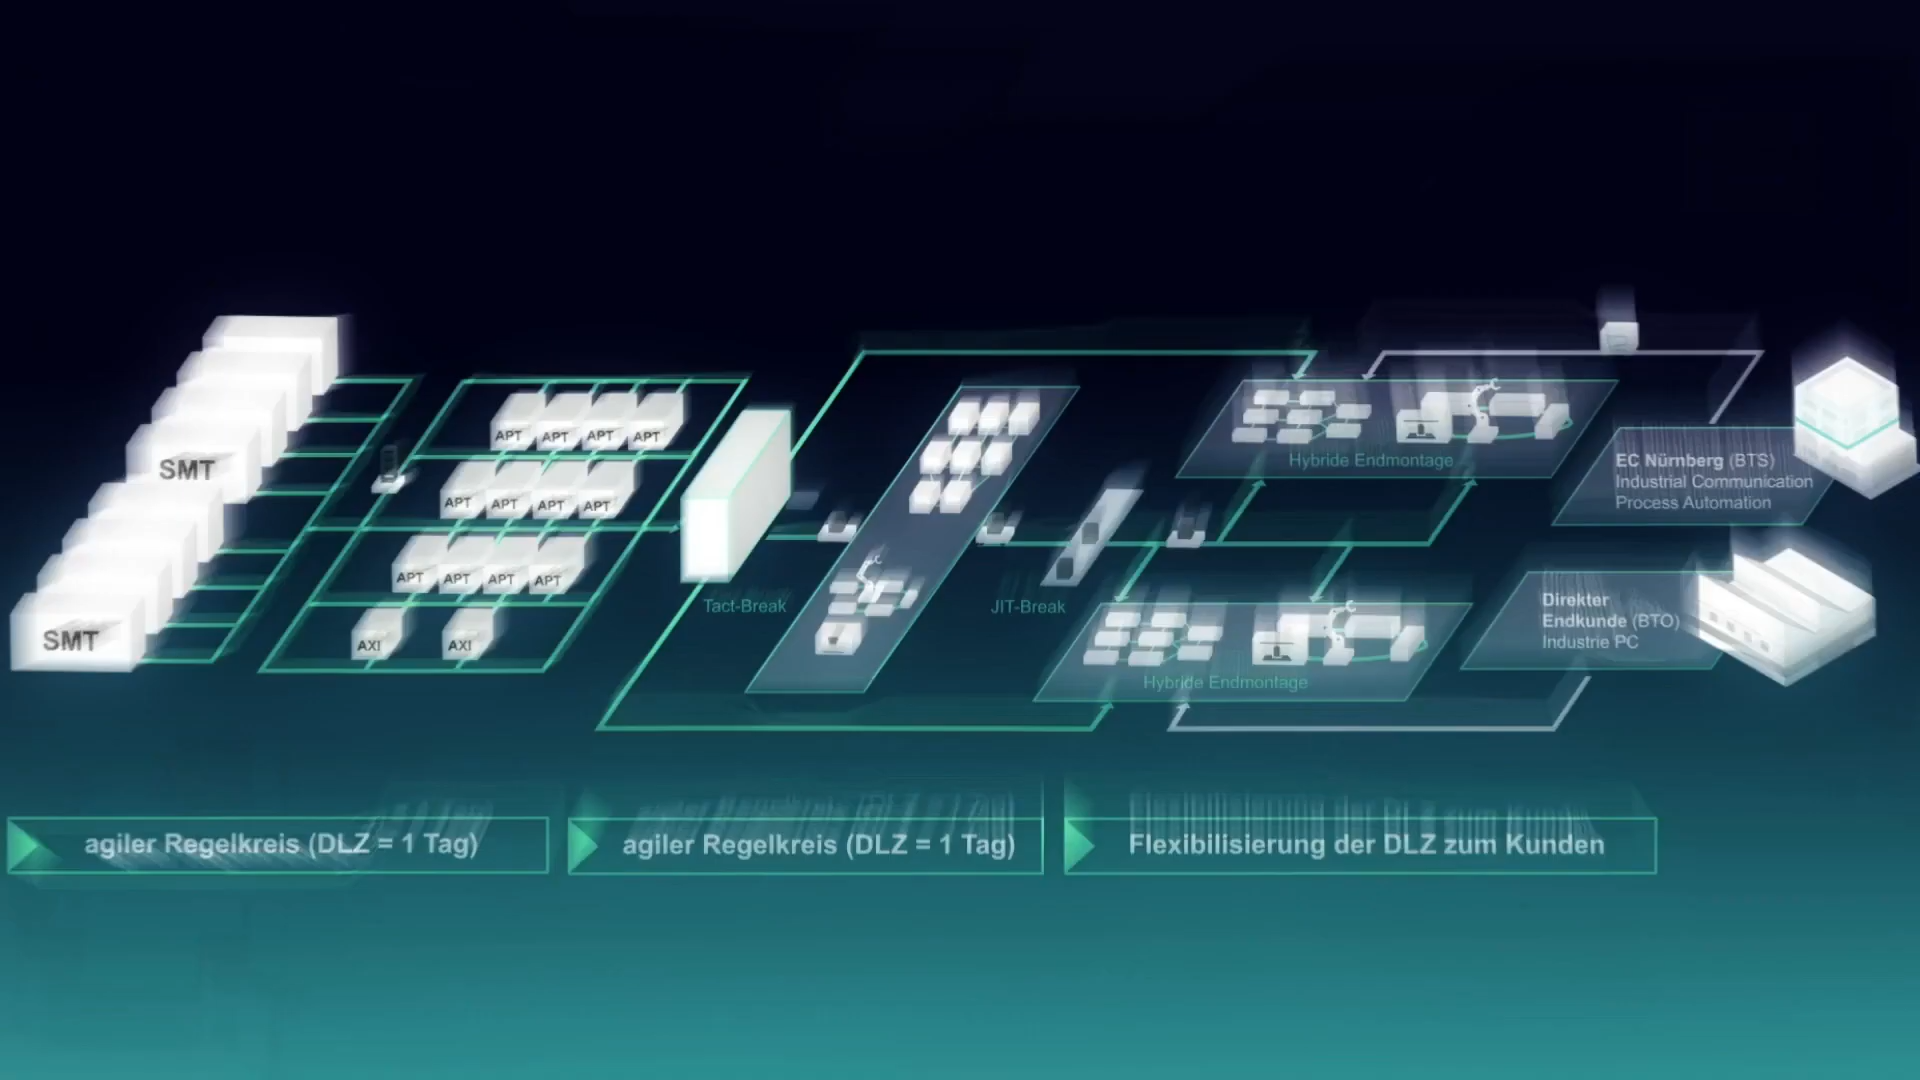 SMT
SMT
APT APT APT APT
APT APT APT APT
APT APT APT APT
AXI AXI
Tact-Break
JIT-Break
Hybride Endmontage
Hybride Endmontage
EC Nürnberg (BTS)
Industrial Communication
Process Automation
Direkter
Endkunde (BTO)
Industrie PC
agiler Regelkreis (DLZ = 1 Tag)
agiler Regelkreis (DLZ = 1 Tag)
Flexibilisierung der DLZ zum Kunden